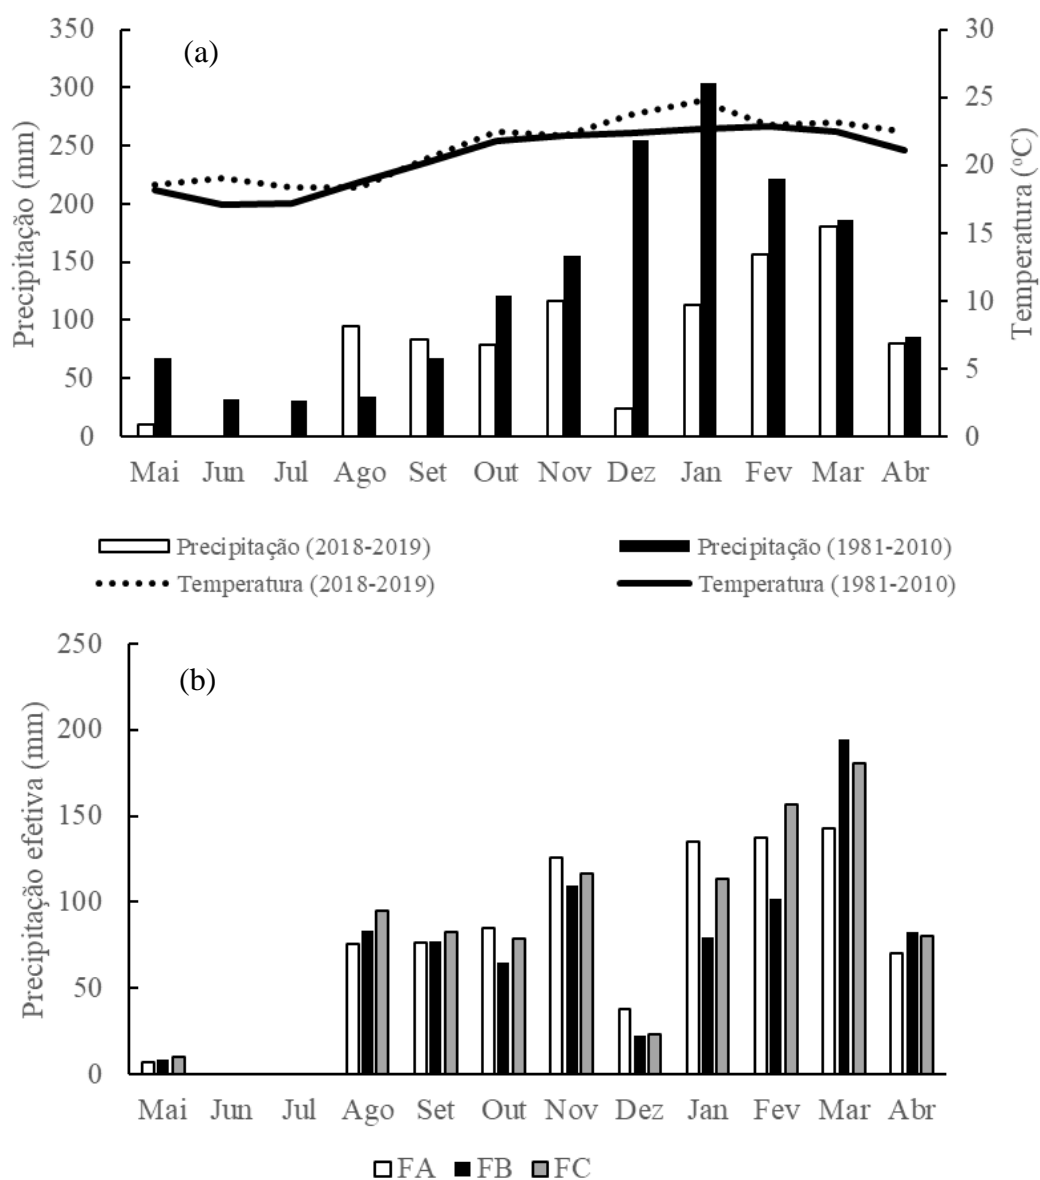 350
300
250
200
150
100
50
0
Precipitação (mm)
(a)
30
25
20
15
10
5
0
Temperatura (ºC)
Mai Jun Jul Ago Set Out Nov Dez Jan Fev Mar Abr
Precipitação (2018-2019) Precipitação (1981-2010)
Temperatura (2018-2019) Temperatura (1981-2010)
250
200
150
100
50
0
Precipitação efetiva (mm)
(b)
Mai Jun Jul Ago Set Out Nov Dez Jan Fev Mar Abr
FA FB FC